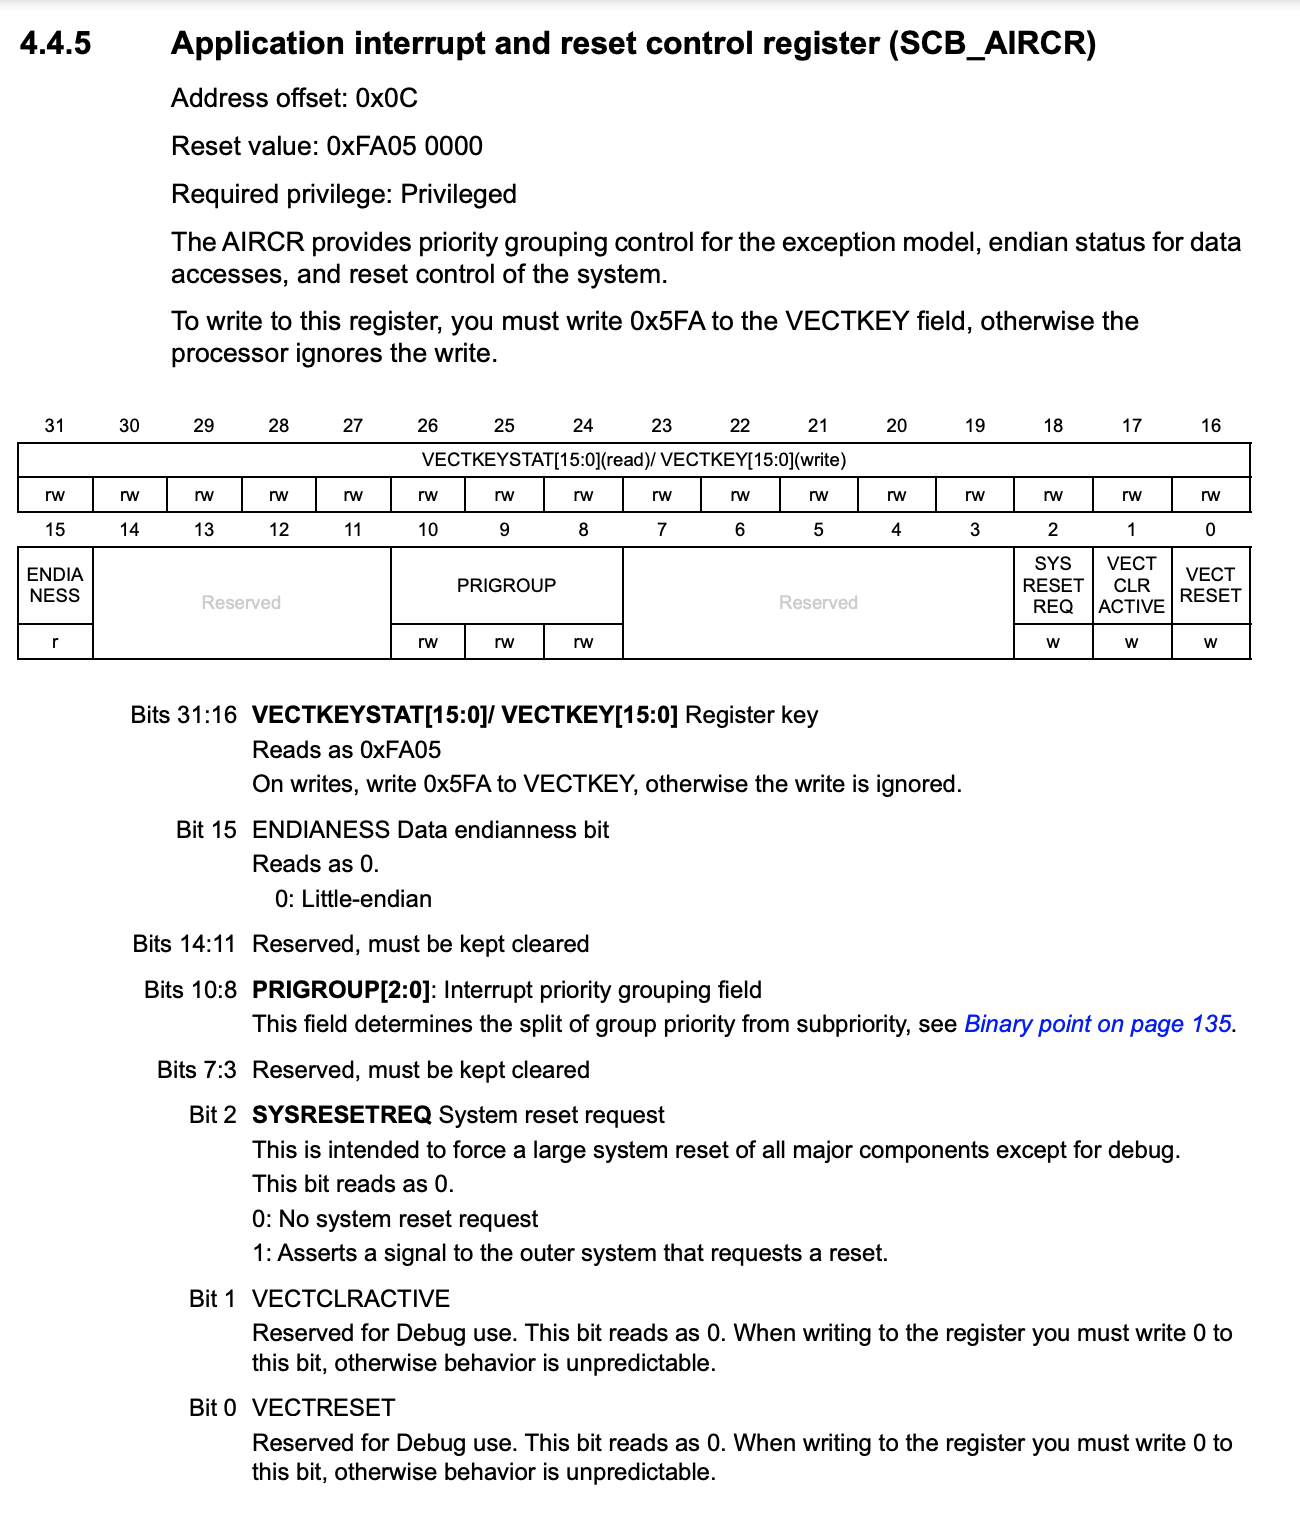 4.4.5 Application interrupt and reset control register (SCB_AIRCR)
Address offset: 0x0C
Reset value: 0xFA05 0000
Required privilege: Privileged
The AIRCR provides priority grouping control for the exception model, endian status for data
accesses, and reset control of the system.
To write to this register, you must write 0x5FA to the VECTKEY field, otherwise the
processor ignores the write.
31 30 29 28 27 26 25 24 23 22 21 20 19 18 17 16
VECTKEYSTAT[15:0](read)/ VECTKEY[15:0](write)
rw rw rw rw rw rw rw rw rw rw rw rw rw rw rw rw
15 14 13 12 11 10 9 8 7 6 5 4 3 2 1 0
ENDIA
NESS
Reserved
PRIGROUP
Reserved
SYS
RESET
REQ
VECT
CLR
ACTIVE
VECT
RESET
r rw rw rw w w w
Bits 31:16 VECTKEYSTAT[15:0]/ VECTKEY[15:0] Register key
Reads as 0xFA05
On writes, write 0x5FA to VECTKEY, otherwise the write is ignored.
Bit 15 ENDIANESS Data endianness bit
Reads as 0.
0: Little-endian
Bits 14:11 Reserved, must be kept cleared
Bits 10:8 PRIGROUP[2:0]: Interrupt priority grouping field
This field determines the split of group priority from subpriority, see Binary point on page 135.
Bits 7:3 Reserved, must be kept cleared
Bit 2 SYSRESETREQ System reset request
This is intended to force a large system reset of all major components except for debug.
This bit reads as 0.
0: No system reset request
1: Asserts a signal to the outer system that requests a reset.
Bit 1 VECTCLRACTIVE
Reserved for Debug use. This bit reads as 0. When writing to the register you must write 0 to
this bit, otherwise behavior is unpredictable.
Bit 0 VECTRESET
Reserved for Debug use. This bit reads as 0. When writing to the register you must write 0 to
this bit, otherwise behavior is unpredictable.